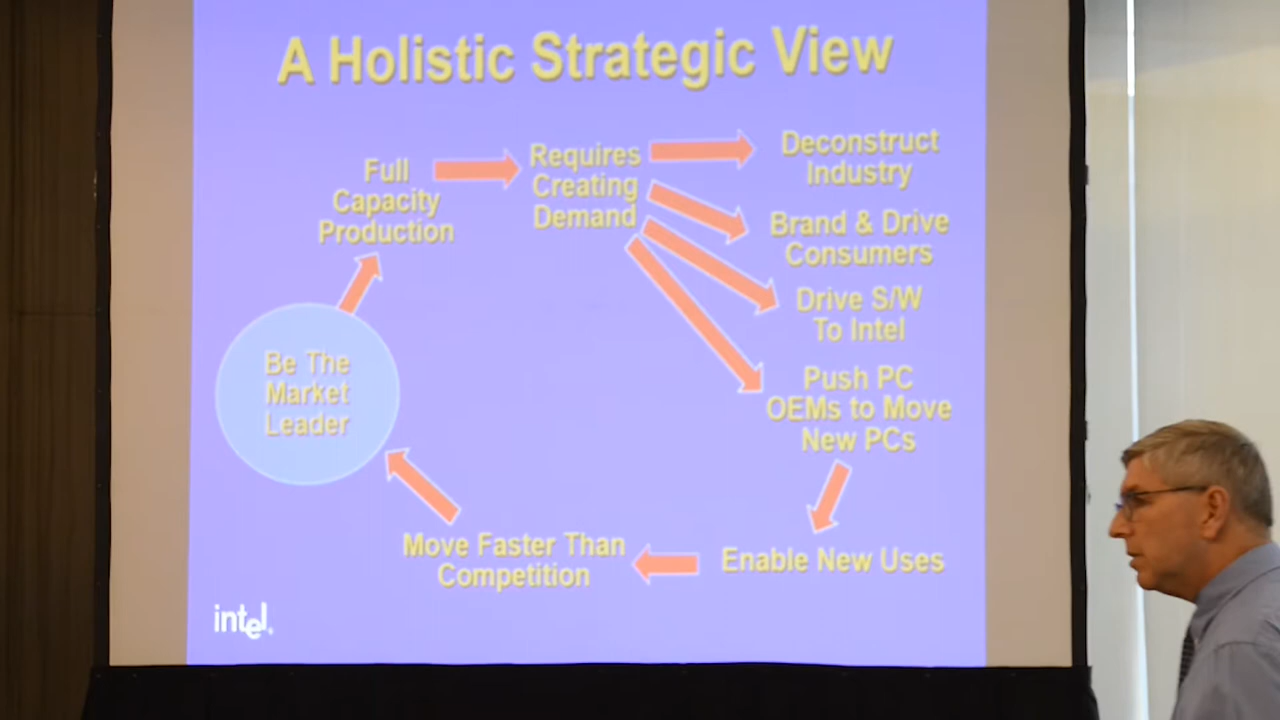 A Holistic Strategic View
Full
Capacity
Production
Requires
Creating
Demand
Deconstruct
Industry
Brand & Drive
Consumers
Drive S/W
To Intel
Push PC
OEMs to Move
New PCs
Enable New Uses
Move Faster Than
Competition
Be The
Market
Leader
intel®